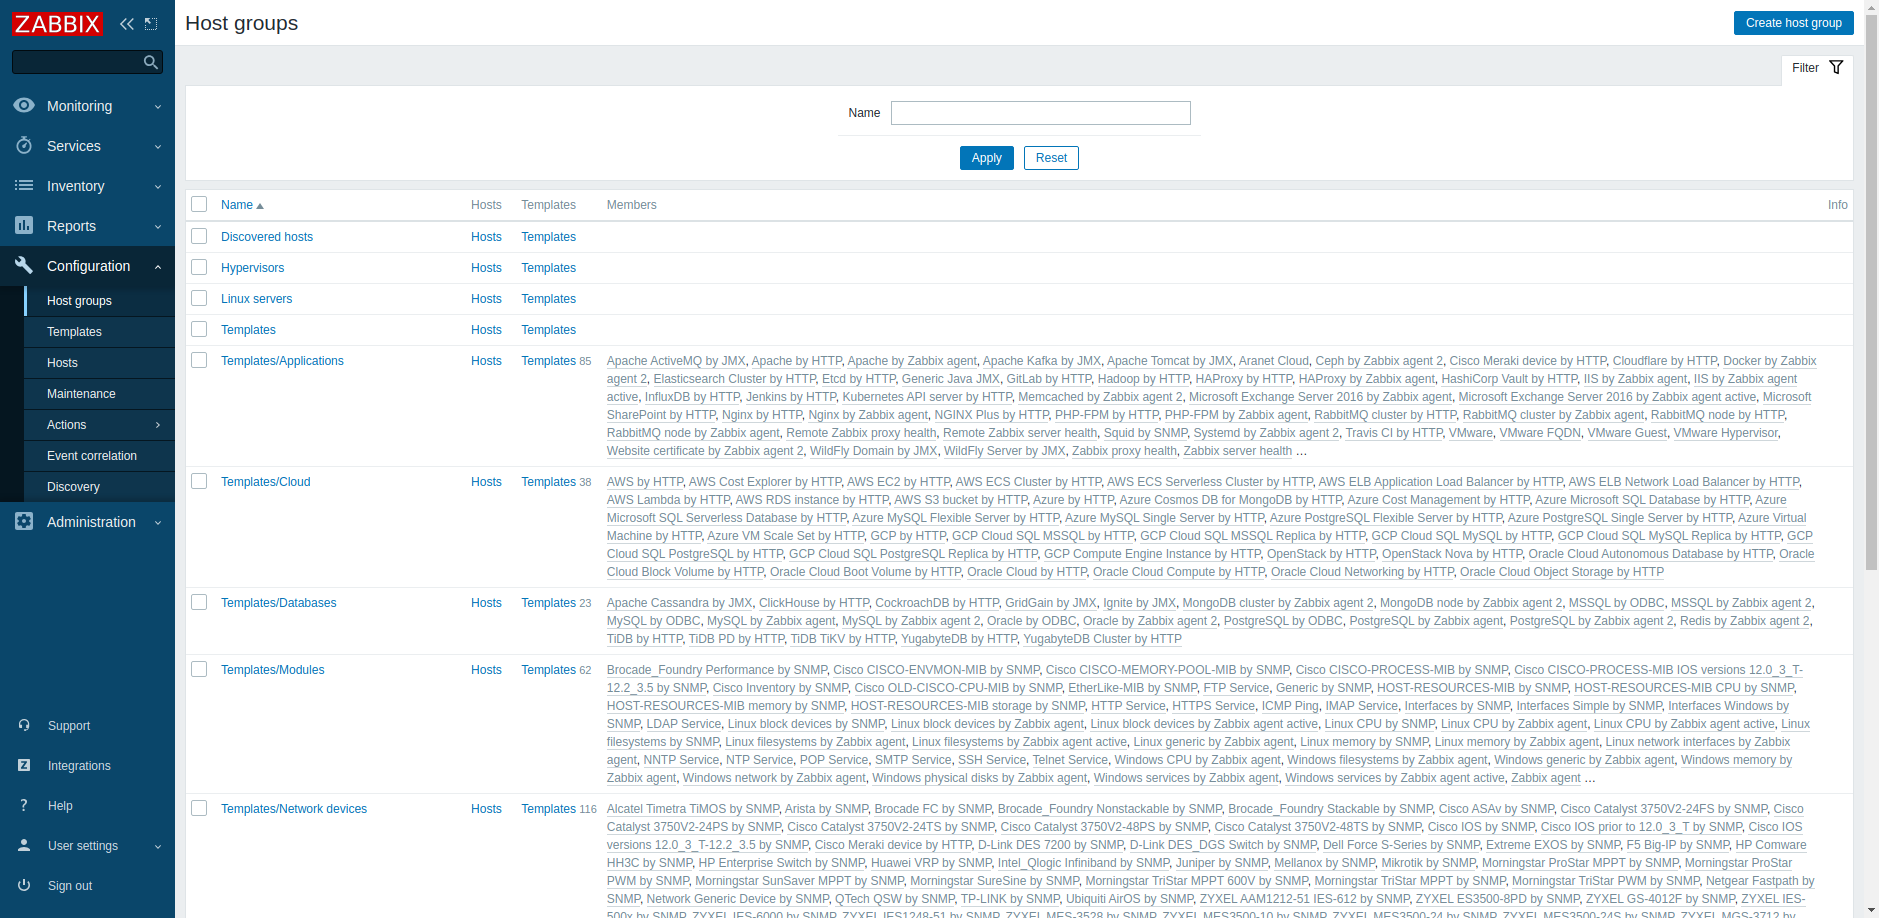 ZABBIX
Host groups
Create host group
Filter
Name
Apply Reset
Monitoring
Services
Inventory
Reports
Configuration
Host groups
Templates
Hosts
Maintenance
Actions
Event correlation
Discovery
Administration
Support
Integrations
Help
User settings
Sign out
Name Hosts Templates Members Info
Discovered hosts Hosts Templates
Hypervisors Hosts Templates
Linux servers Hosts Templates
Templates Hosts Templates
Templates/Applications Hosts Templates 85 Apache ActiveMQ by JMX, Apache by HTTP, Apache by Zabbix agent, Apache Kafka by JMX, Apache Tomcat by JMX, Aranet Cloud, Ceph by Zabbix agent 2, Cisco Meraki device by HTTP, Cloudflare by HTTP, Docker by Zabbix
agent 2, Elasticsearch Cluster by HTTP, Etcd by HTTP, Generic Java JMX, GitLab by HTTP, Hadoop by HTTP, HAProxy by HTTP, HAProxy by Zabbix agent, HashiCorp Vault by HTTP, IIS by Zabbix agent, IIS by Zabbix agent
active, InfluxDB by HTTP, Jenkins by HTTP, Kubernetes API server by HTTP, Memcached by Zabbix agent 2, Microsoft Exchange Server 2016 by Zabbix agent, Microsoft Exchange Server 2016 by Zabbix agent active, Microsoft
SharePoint by HTTP, Nginx by HTTP, Nginx by Zabbix agent, NGINX Plus by HTTP, PHP-FPM by HTTP, PHP-FPM by Zabbix agent, RabbitMQ cluster by HTTP, RabbitMQ cluster by Zabbix agent, RabbitMQ node by HTTP,
RabbitMQ node by Zabbix agent, Remote Zabbix proxy health, Remote Zabbix server health, Squid by SNMP, Systemd by Zabbix agent 2, Travis CI by HTTP, VMware, VMware FQDN, VMware Guest, VMware Hypervisor,
Website certificate by Zabbix agent 2, WildFly Domain by JMX, WildFly Server by JMX, Zabbix proxy health, Zabbix server health ...
Templates/Cloud Hosts Templates 38 AWS by HTTP, AWS Cost Explorer by HTTP, AWS EC2 by HTTP, AWS ECS Cluster by HTTP, AWS ECS Serverless Cluster by HTTP, AWS ELB Application Load Balancer by HTTP, AWS ELB Network Load Balancer by HTTP,
AWS Lambda by HTTP, AWS RDS instance by HTTP, AWS S3 bucket by HTTP, Azure by HTTP, Azure Cosmos DB for MongoDB by HTTP, Azure Cost Management by HTTP, Azure Microsoft SQL Database by HTTP, Azure
Microsoft SQL Serverless Database by HTTP, Azure MySQL Flexible Server by HTTP, Azure MySQL Single Server by HTTP, Azure PostgreSQL Flexible Server by HTTP, Azure PostgreSQL Single Server by HTTP, Azure Virtual
Machine by HTTP, Azure VM Scale Set by HTTP, GCP by HTTP, GCP Cloud SQL MSSQL by HTTP, GCP Cloud SQL MSSQL Replica by HTTP, GCP Cloud SQL MySQL by HTTP, GCP Cloud SQL MySQL Replica by HTTP, GCP
Cloud SQL PostgreSQL by HTTP, GCP Cloud SQL PostgreSQL Replica by HTTP, GCP Compute Engine Instance by HTTP, OpenStack by HTTP, OpenStack Nova by HTTP, Oracle Cloud Autonomous Database by HTTP, Oracle
Cloud Block Volume by HTTP, Oracle Cloud Boot Volume by HTTP, Oracle Cloud by HTTP, Oracle Cloud Compute by HTTP, Oracle Cloud Networking by HTTP, Oracle Cloud Object Storage by HTTP
Templates/Databases Hosts Templates 23 Apache Cassandra by JMX, ClickHouse by HTTP, CockroachDB by HTTP, GridGain by JMX, Ignite by JMX, MongoDB cluster by Zabbix agent 2, MongoDB node by Zabbix agent 2, MSSQL by ODBC, MSSQL by Zabbix agent 2,
MySQL by ODBC, MySQL by Zabbix agent, MySQL by Zabbix agent 2, Oracle by ODBC, Oracle by Zabbix agent 2, PostgreSQL by ODBC, PostgreSQL by Zabbix agent, PostgreSQL by Zabbix agent 2, Redis by Zabbix agent 2,
TiDB by HTTP, TiDB PD by HTTP, TiDB TiKV by HTTP, YugabyteDB by HTTP, YugabyteDB Cluster by HTTP
Templates/Modules Hosts Templates 62 Brocade_Foundry Performance by SNMP, Cisco CISCO-ENVMON-MIB by SNMP, Cisco CISCO-MEMORY-POOL-MIB by SNMP, Cisco CISCO-PROCESS-MIB by SNMP, Cisco CISCO-PROCESS-MIB IOS versions 12.0_3_T-
12.2_3.5 by SNMP, Cisco Inventory by SNMP, Cisco OLD-CISCO-CPU-MIB by SNMP, EtherLike-MIB by SNMP, FTP Service, Generic by SNMP, HOST-RESOURCES-MIB by SNMP, HOST-RESOURCES-MIB CPU by SNMP,
HOST-RESOURCES-MIB memory by SNMP, HOST-RESOURCES-MIB storage by SNMP, HTTP Service, HTTPS Service, ICMP Ping, IMAP Service, Interfaces by SNMP, Interfaces Simple by SNMP, Interfaces Windows by
SNMP, LDAP Service, Linux block devices by SNMP, Linux block devices by Zabbix agent, Linux block devices by Zabbix agent active, Linux CPU by SNMP, Linux CPU by Zabbix agent, Linux CPU by Zabbix agent active, Linux
filesystems by SNMP, Linux filesystems by Zabbix agent, Linux filesystems by Zabbix agent active, Linux generic by Zabbix agent, Linux memory by SNMP, Linux memory by Zabbix agent, Linux network interfaces by Zabbix
agent, NNTP Service, NTP Service, POP Service, SMTP Service, SSH Service, Telnet Service, Windows CPU by Zabbix agent, Windows filesystems by Zabbix agent, Windows generic by Zabbix agent, Windows memory by
Zabbix agent, Windows network by Zabbix agent, Windows physical disks by Zabbix agent, Windows services by Zabbix agent, Windows services by Zabbix agent active, Zabbix agent ...
Templates/Network devices Hosts Templates 116 Alcatel Timetra TiMOS by SNMP, Arista by SNMP, Brocade FC by SNMP, Brocade_Foundry Nonstackable by SNMP, Brocade_Foundry Stackable by SNMP, Cisco ASAv by SNMP, Cisco Catalyst 3750V2-24FS by SNMP, Cisco
Catalyst 3750V2-24PS by SNMP, Cisco Catalyst 3750V2-24TS by SNMP, Cisco Catalyst 3750V2-48PS by SNMP, Cisco Catalyst 3750V2-48TS by SNMP, Cisco IOS by SNMP, Cisco IOS prior to 12.0_3_T by SNMP, Cisco IOS
versions 12.0_3_T-12.2_3.5 by SNMP, Cisco Meraki device by HTTP, D-Link DES 7200 by SNMP, D-Link DES_DGS Switch by SNMP, Dell Force S-Series by SNMP, Extreme EXOS by SNMP, F5 Big-IP by SNMP, HP Comware
HH3C by SNMP, HP Enterprise Switch by SNMP, Huawei VRP by SNMP, Intel_Qlogic Infiniband by SNMP, Juniper by SNMP, Mellanox by SNMP, Mikrotik by SNMP, Morningstar ProStar MPPT by SNMP, Morningstar ProStar
PWM by SNMP, Morningstar SunSaver MPPT by SNMP, Morningstar SureSine by SNMP, Morningstar TriStar MPPT 600V by SNMP, Morningstar TriStar MPPT by SNMP, Morningstar TriStar PWM by SNMP, Netgear Fastpath by
SNMP, Network Generic Device by SNMP, QTech QSW by SNMP, TP-LINK by SNMP, Ubiquiti AirOS by SNMP, ZYXEL AAM1212-51 IES-612 by SNMP, ZYXEL ES3500-8PD by SNMP, ZYXEL GS-4012F by SNMP, ZYXEL IES-
500x by SNMP, ZYXEL IES-6000 by SNMP, ZYXEL IES1248-51 by SNMP, ZYXEL MES-3528 by SNMP, ZYXEL MES3500-10 by SNMP, ZYXEL MES3500-24 by SNMP, ZYXEL MES3500-24S by SNMP, ZYXEL MGS-3712 by